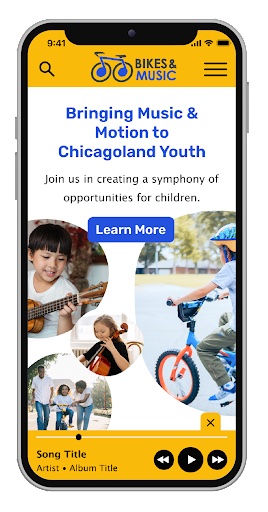 9:41
BIKES &
MUSIC
Bringing Music &
Motion to
Chicagoland Youth
Join us in creating a symphony of
opportunities for children.
Learn More
Song Title
Artist • Album Title